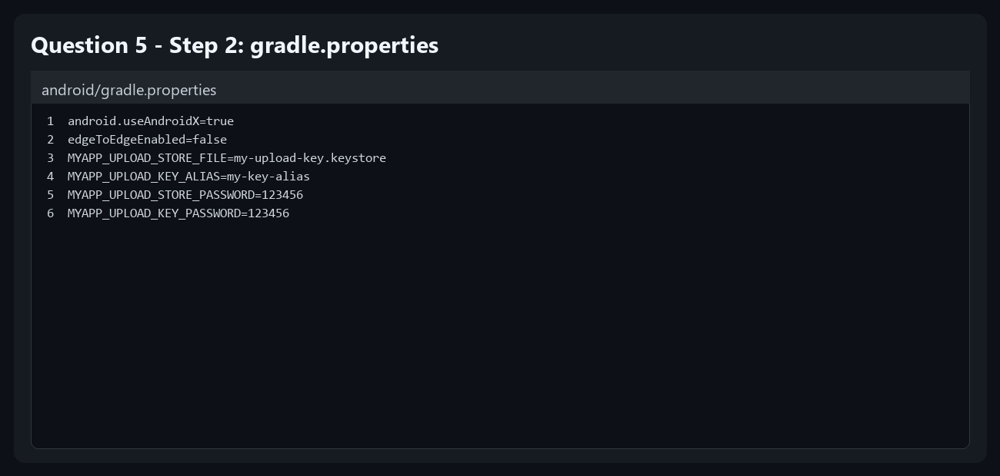 Question 5 - Step 2: gradle.properties
android/gradle.properties
1 android.useAndroidX=true
2 edgeToEdgeEnabled=false
3 MYAPP_UPLOAD_STORE_FILE=my-upload-key.keystore
4 MYAPP_UPLOAD_KEY_ALIAS=my-key-alias
5 MYAPP_UPLOAD_STORE_PASSWORD=123456
6 MYAPP_UPLOAD_KEY_PASSWORD=123456